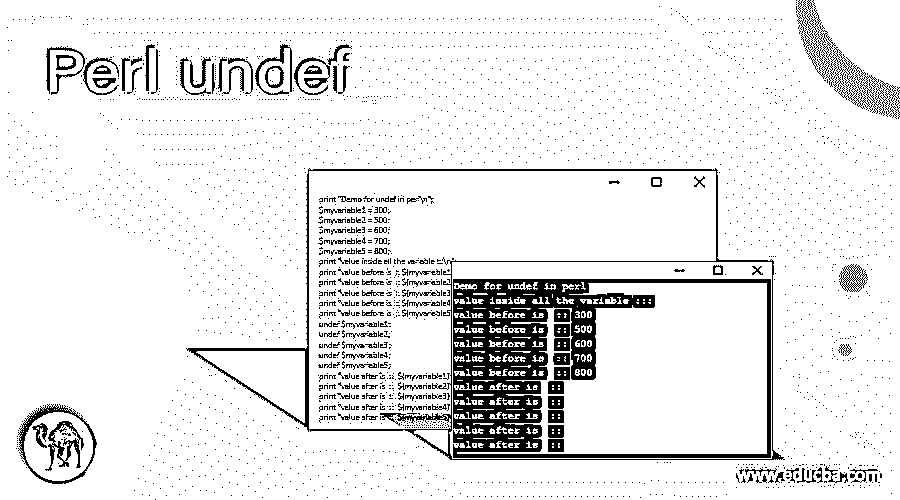 Perl undef
print "Demo for undef in perl\n";
$myvariable1 = 300;
$myvariable2 = 500;
$myvariable3 = 600;
$myvariable4 = 700;
$myvariable5 = 800;
print "value inside all the variable :::\n";
print "value before is :: ${myvariable1
print "value before is :: ${myvariable2
print "value before is :: ${myvariable3
print "value before is :: ${myvariable4
print "value before is :: ${myvariable5
undef $myvariable1;
undef $myvariable2;
undef $myvariable3;
undef $myvariable4;
undef $myvariable5;
print "value after is :: ${myvariable1}
print "value after is :: ${myvariable2}
print "value after is :: ${myvariable3}
print "value after is :: ${myvariable4}
print "value after is :: ${myvariable5}
Demo for undef in perl
value inside all the variable :::
value before is :: 300
value before is :: 500
value before is :: 600
value before is :: 700
value before is :: 800
value after is ::
value after is ::
value after is ::
value after is ::
value after is ::
www.educba.com